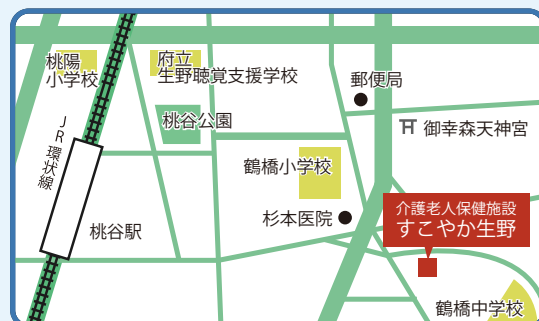 桃陽
小学校
府立
生野聴覚支援学校
郵便局
桃谷公園
御幸森天神宮
JR環状線
鶴橋小学校
介護老人保健施設
すこやか生野
杉本医院
桃谷駅
鶴橋中学校